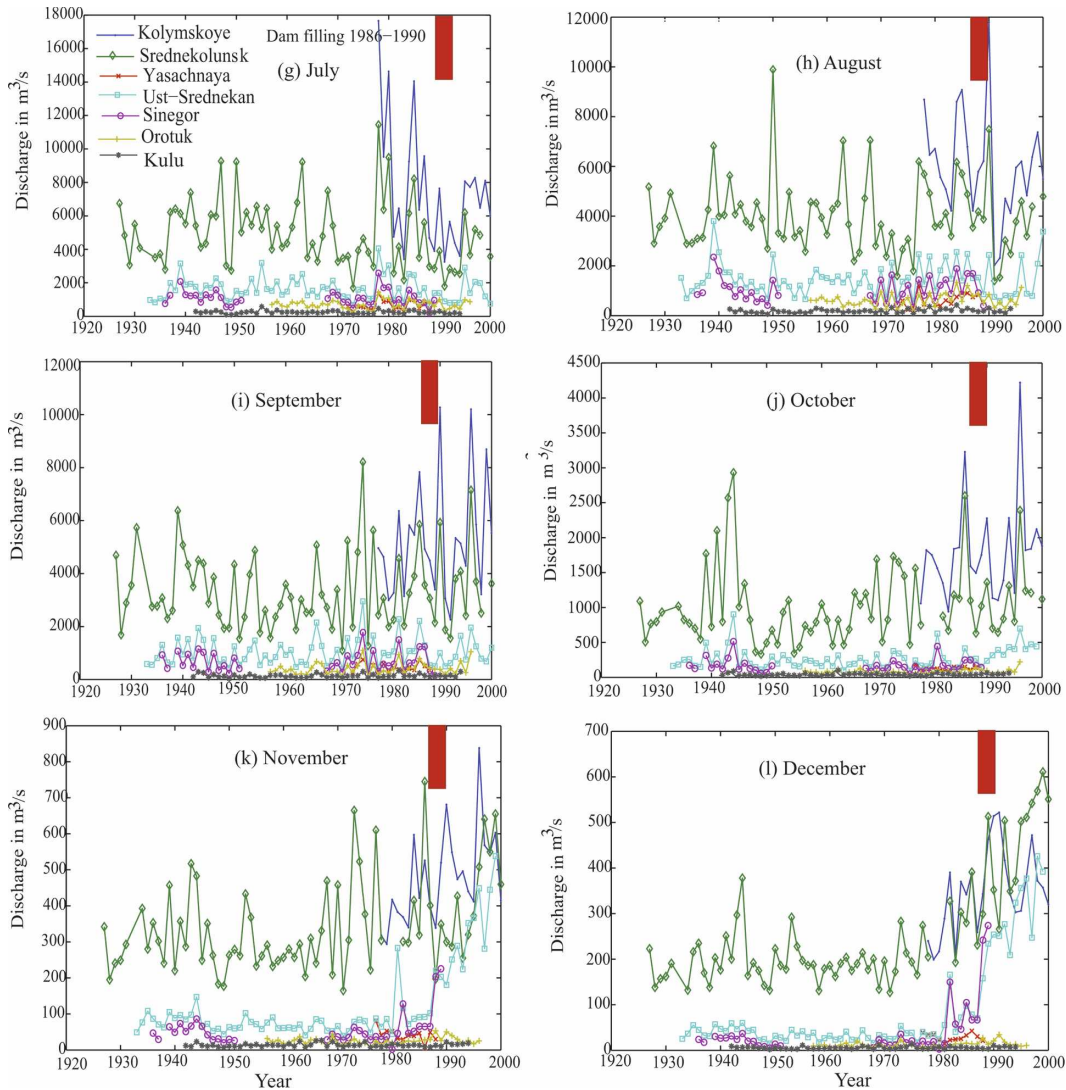 Discharge in m³/s
18000
16000
14000
12000
10000
8000
6000
4000
2000
0
Kolymskoye
Srednekolunsk
Yasachnaya
Ust−Srednekan
Sinegor
Orotuk
Kulu
Dam filling 1986−1990
(g) July
1920 1930 1940 1950 1960 1970 1980 1990 2000
Discharge in m³/s
12000
10000
8000
6000
4000
2000
0
(h) August
1920 1930 1940 1950 1960 1970 1980 1990 2000
Discharge in m³/s
12000
10000
8000
6000
4000
2000
0
(i) September
1920 1930 1940 1950 1960 1970 1980 1990 2000
Discharge in m³/s
4500
4000
3500
3000
2500
2000
1500
1000
500
0
(j) October
1920 1930 1940 1950 1960 1970 1980 1990 2000
Discharge in m³/s
900
800
700
600
500
400
300
200
100
0
(k) November
1920 1930 1940 1950 1960 1970 1980 1990 2000
Year
Discharge in m³/s
700
600
500
400
300
200
100
0
(l) December
1920 1930 1940 1950 1960 1970 1980 1990 2000
Year